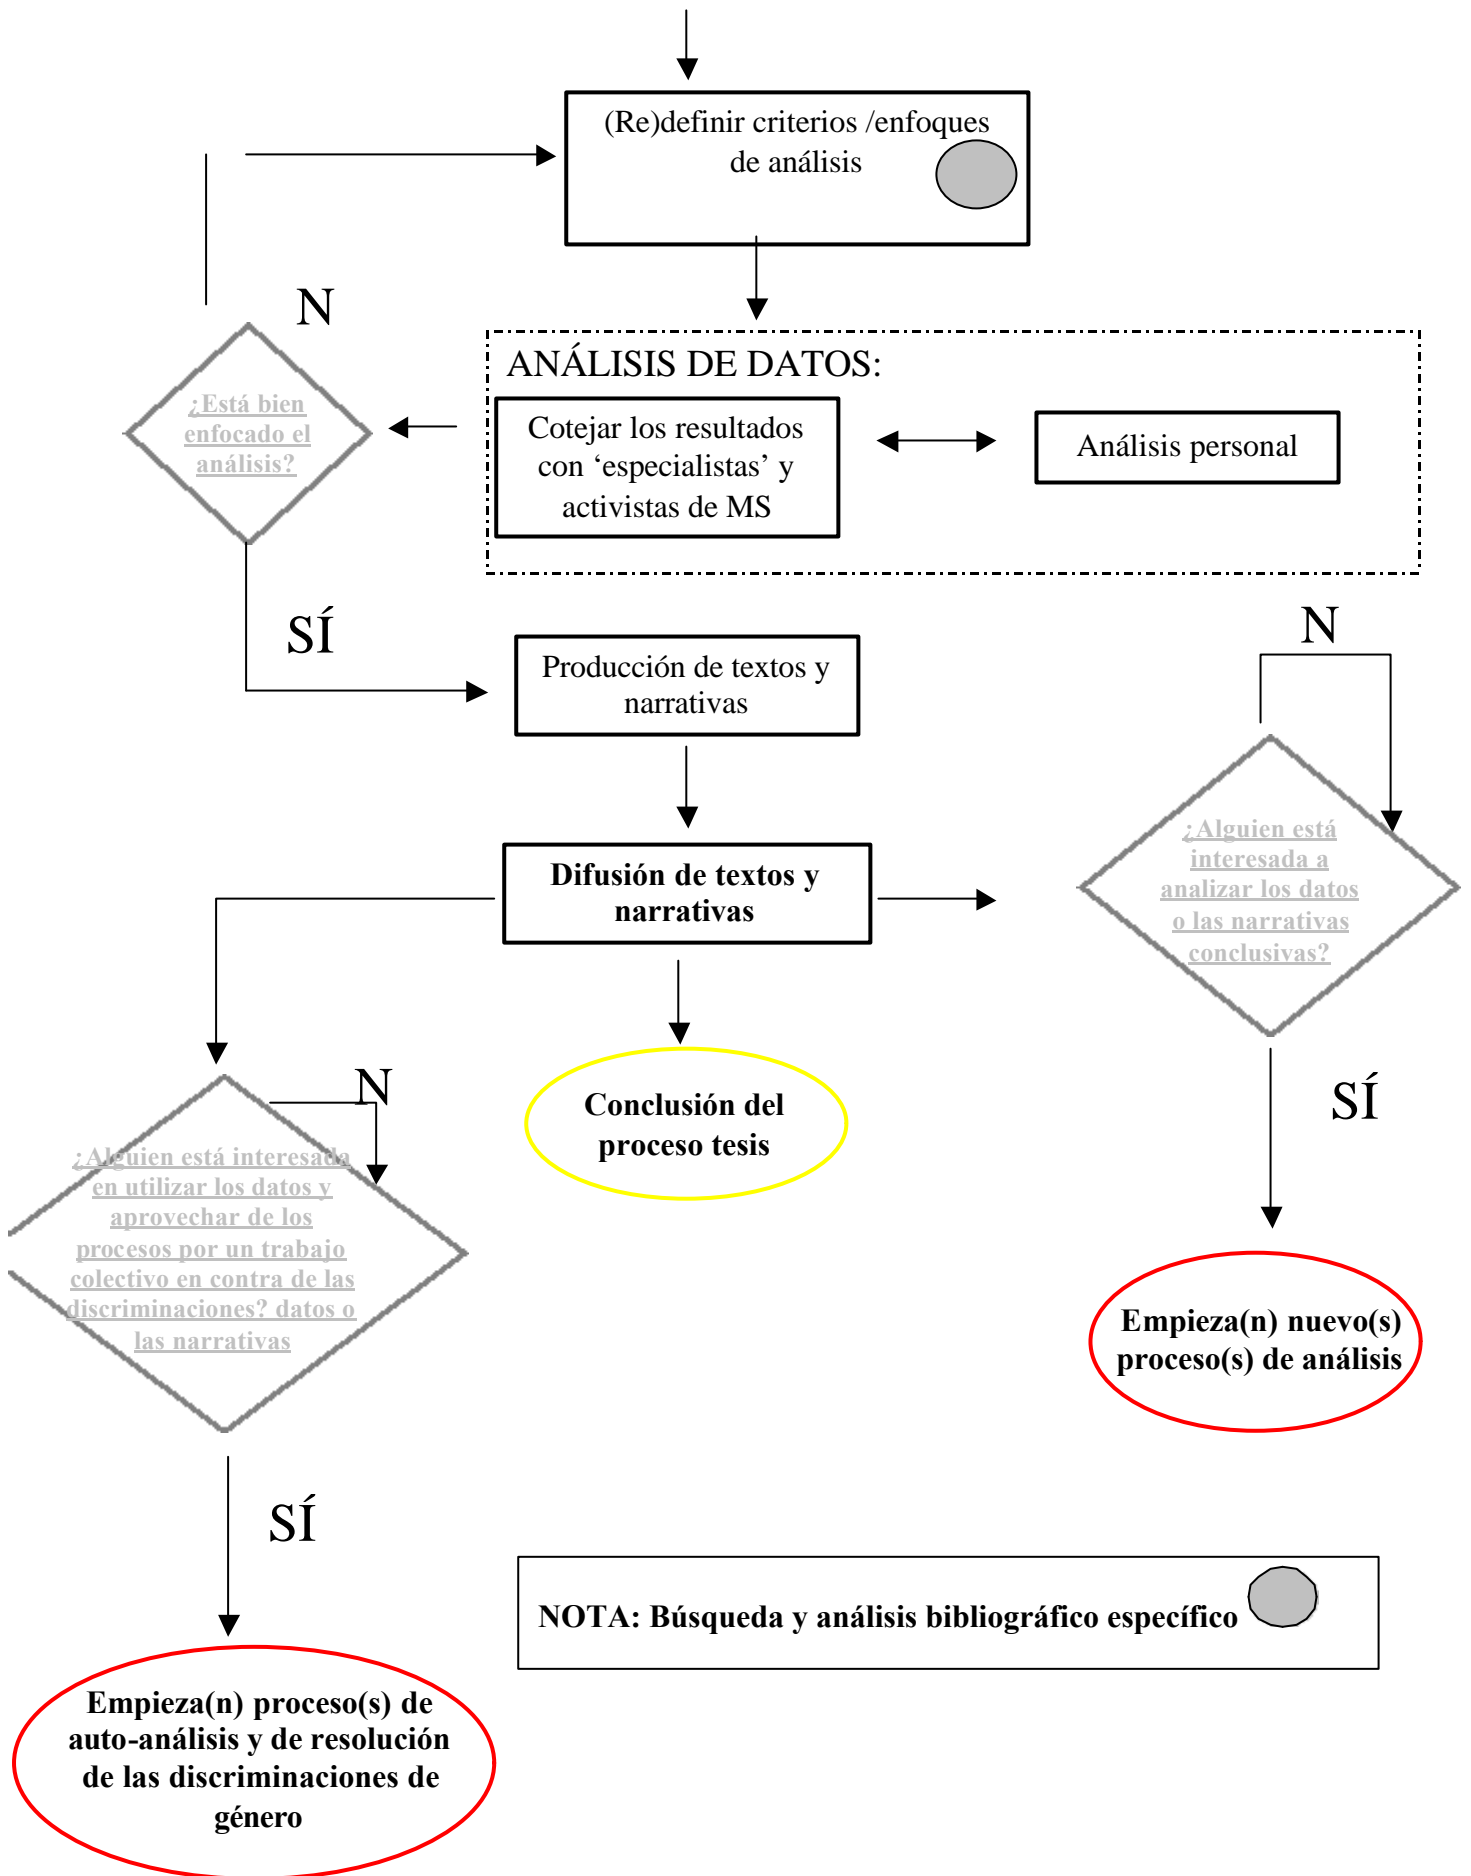 (Re)definir criterios /enfoques
de análisis
N
¿Está bien
enfocado el
análisis?
ANÁLISIS DE DATOS:
Cotejar los resultados
con ‘especialistas’ y
activistas de MS
Análisis personal
SÍ
Producción de textos y
narrativas
N
¿Alguien está
interesada a
analizar los datos
o las narrativas
conclusivas?
Difusión de textos y
narrativas
N
¿Alguien está interesada
en utilizar los datos y
aprovechar de los
procesos por un trabajo
colectivo en contra de las
discriminaciones? datos o
las narrativas
Conclusión del
proceso tesis
SÍ
Empieza(n) nuevo(s)
proceso(s) de análisis
SÍ
NOTA: Búsqueda y análisis bibliográfico específico
Empieza(n) proceso(s) de
auto-análisis y de resolución
de las discriminaciones de
género